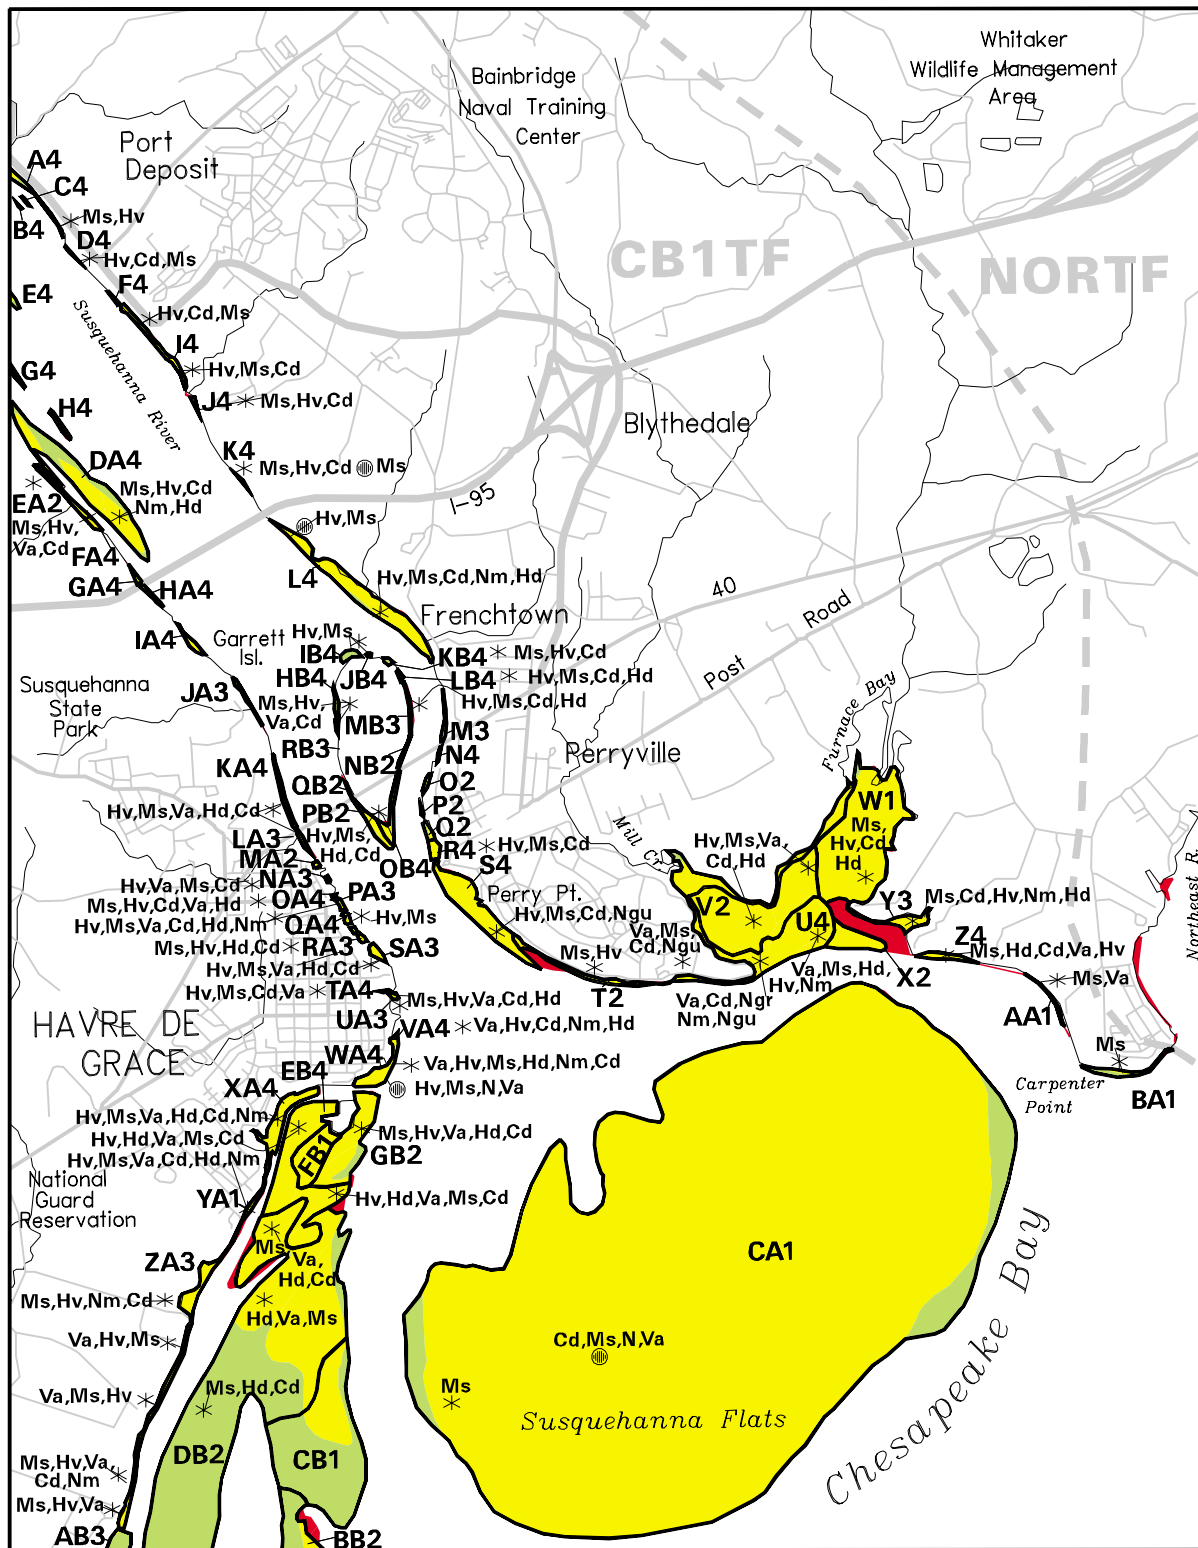 Whitaker
Wildlife Management
Area
Bainbridge
Naval Training
Center
Port
Deposit
A4
C4
B4
Ms,Hv
D4
Hv,Cd,Ms
CB1TF
NORTF
E4
F4
Susquehanna River
Hv,Cd,Ms
I4
G4
Hv,Ms,Cd
J4
Ms,Hv,Cd
H4
Blythedale
K4
Ms,Hv,Cd
Ms
DA4
Ms,Hv,Cd
Nm,Hd
EA2
Ms,Hv,
Va,Cd
I-95
Hv,Ms
FA4
GA4
HA4
L4
Hv,Ms,Cd,Nm,Hd
40
Post
Road
Frenchtown
IA4
Garrett
Isl.
Hv,Ms
IB4
JB4
KB4
Ms,Hv,Cd
HB4
LB4
Hv,Ms,Cd,Hd
Susquehanna
State
Park
JA3
Ms,Hv,
Va,Cd
Hv,Ms,Cd,Hd
MB3
M3
Furnace Bay
RB3
N4
Perryville
KA4
NB2
QB2
O2
W1
Hv,Ms,Va,Hd,Cd
PB2
P2
Ms,
Hv,Cd,
Hd
LA3
Hv,Ms,
Hd,Cd
Q2
Mill Cr.
Hv,Ms,Va,
Cd,Hd
MA2
R4
Hv,Ms,Cd
OB4
S4
NA3
Hv,Va,Ms,Cd
PA3
Perry Pt.
Y3
Ms,Cd,Hv,Nm,Hd
Ms,Hv,Cd,Va,Hd
OA4
V2
Hv,Ms,Va,Cd,Hd,Nm
QA4
Hv,Ms
Hv,Ms,Cd,Ngu
Va,Ms,
Cd,Ngu
U4
Northeast R.
Ms,Hv,Hd,Cd
RA3
SA3
Ms,Hv
Z4
Ms,Hd,Cd,Va,Hv
Hv,Ms,Va,Hd,Cd
Va,Ms,Hd,
Hv,Nm
X2
Ms,Va
Hv,Ms,Cd,Va
TA4
T2
Va,Cd,Ngr
Nm,Ngu
Ms,Hv,Va,Cd,Hd
UA3
AA1
HAVRE DE
GRACE
VA4
Va,Hv,Cd,Nm,Hd
WA4
Va,Hv,Ms,Hd,Nm,Cd
Ms
EB4
XA4
Hv,Ms,N,Va
Carpenter
Point
BA1
Hv,Ms,Va,Hd,Cd,Nm
Hv,Hd,Va,Ms,Cd
Ms,Hv,Va,Hd,Cd
Hv,Ms,Va,Cd,Hd,Nm
FB1
GB2
National
Guard
Reservation
YA1
Hv,Hd,Va,Ms,Cd
ZA3
Ms,Va,
Hd,Cd
CA1
Ms,Hv,Nm,Cd
Hd,Va,Ms
Va,Hv,Ms
Cd,Ms,N,Va
Chesapeake Bay
Va,Ms,Hv
Ms,Hd,Cd
Ms
Susquehanna Flats
DB2
CB1
Ms,Hv,Va,
Cd,Nm
Ms,Hv,Va
AB3
BB2